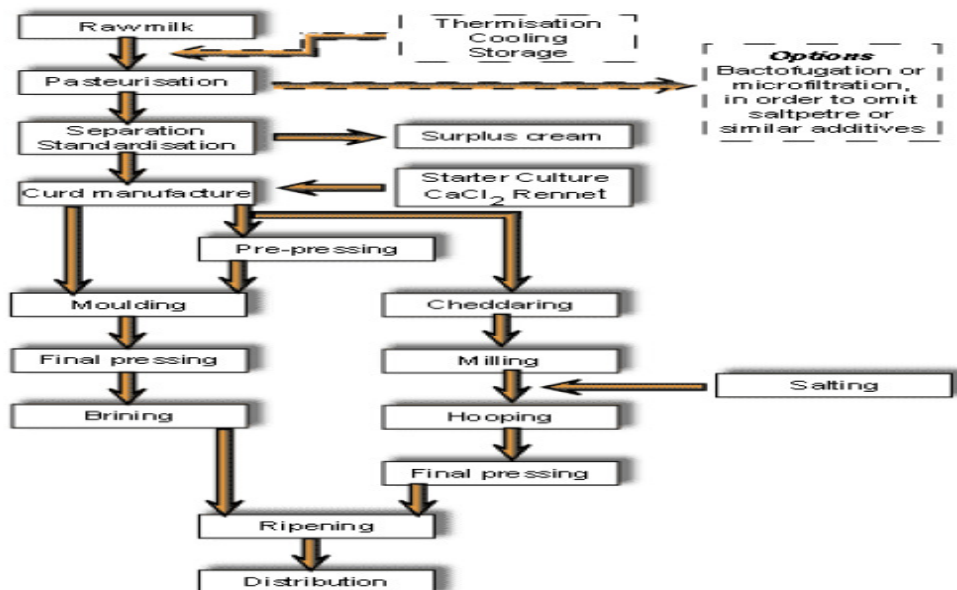 Rawmilk
Thermisation
Cooling
Storage
Pasteurisation
Options
Bactofugation or
microfiltration,
in order to omit
saltpetre or
similar additives
Separation
Standardisation
Surplus cream
Curd manufacture
Starter Culture
CaCl2 Rennet
Pre-pressing
Moulding
Cheddaring
Final pressing
Milling
Salting
Brining
Hooping
Final pressing
Ripening
Distribution